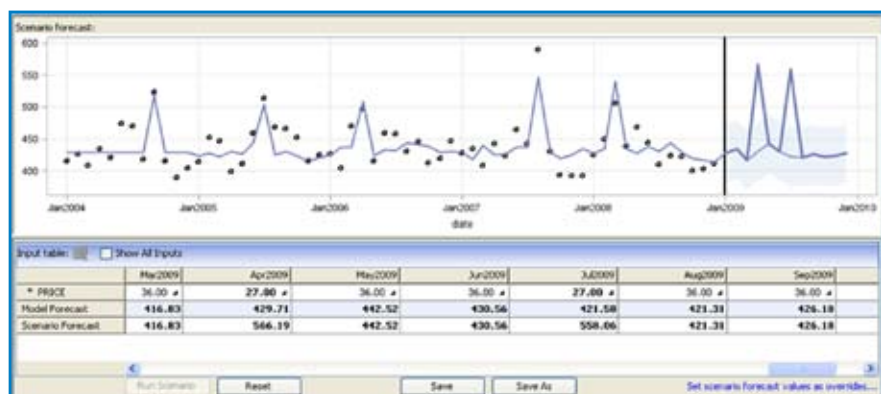 Scenario forecast:
600
550
500
450
400
Jan2004 Jan2005 Jan2006 Jan2007 Jan2008 Jan2009 Jan2010
date
Input table: Show All Inputs
Mar2009 Apr2009 May2009 Jun2009 Jul2009 Aug2009 Sep2009
* PRICE 36.00 27.00 36.00 36.00 27.00 36.00 36.00
Model Forecast 416.83 429.71 442.52 430.56 421.58 421.31 426.18
Scenario Forecast 416.83 566.19 442.52 430.56 558.06 421.31 426.18
Run Scenario Reset Save Save As Set scenario forecast values as overrides...